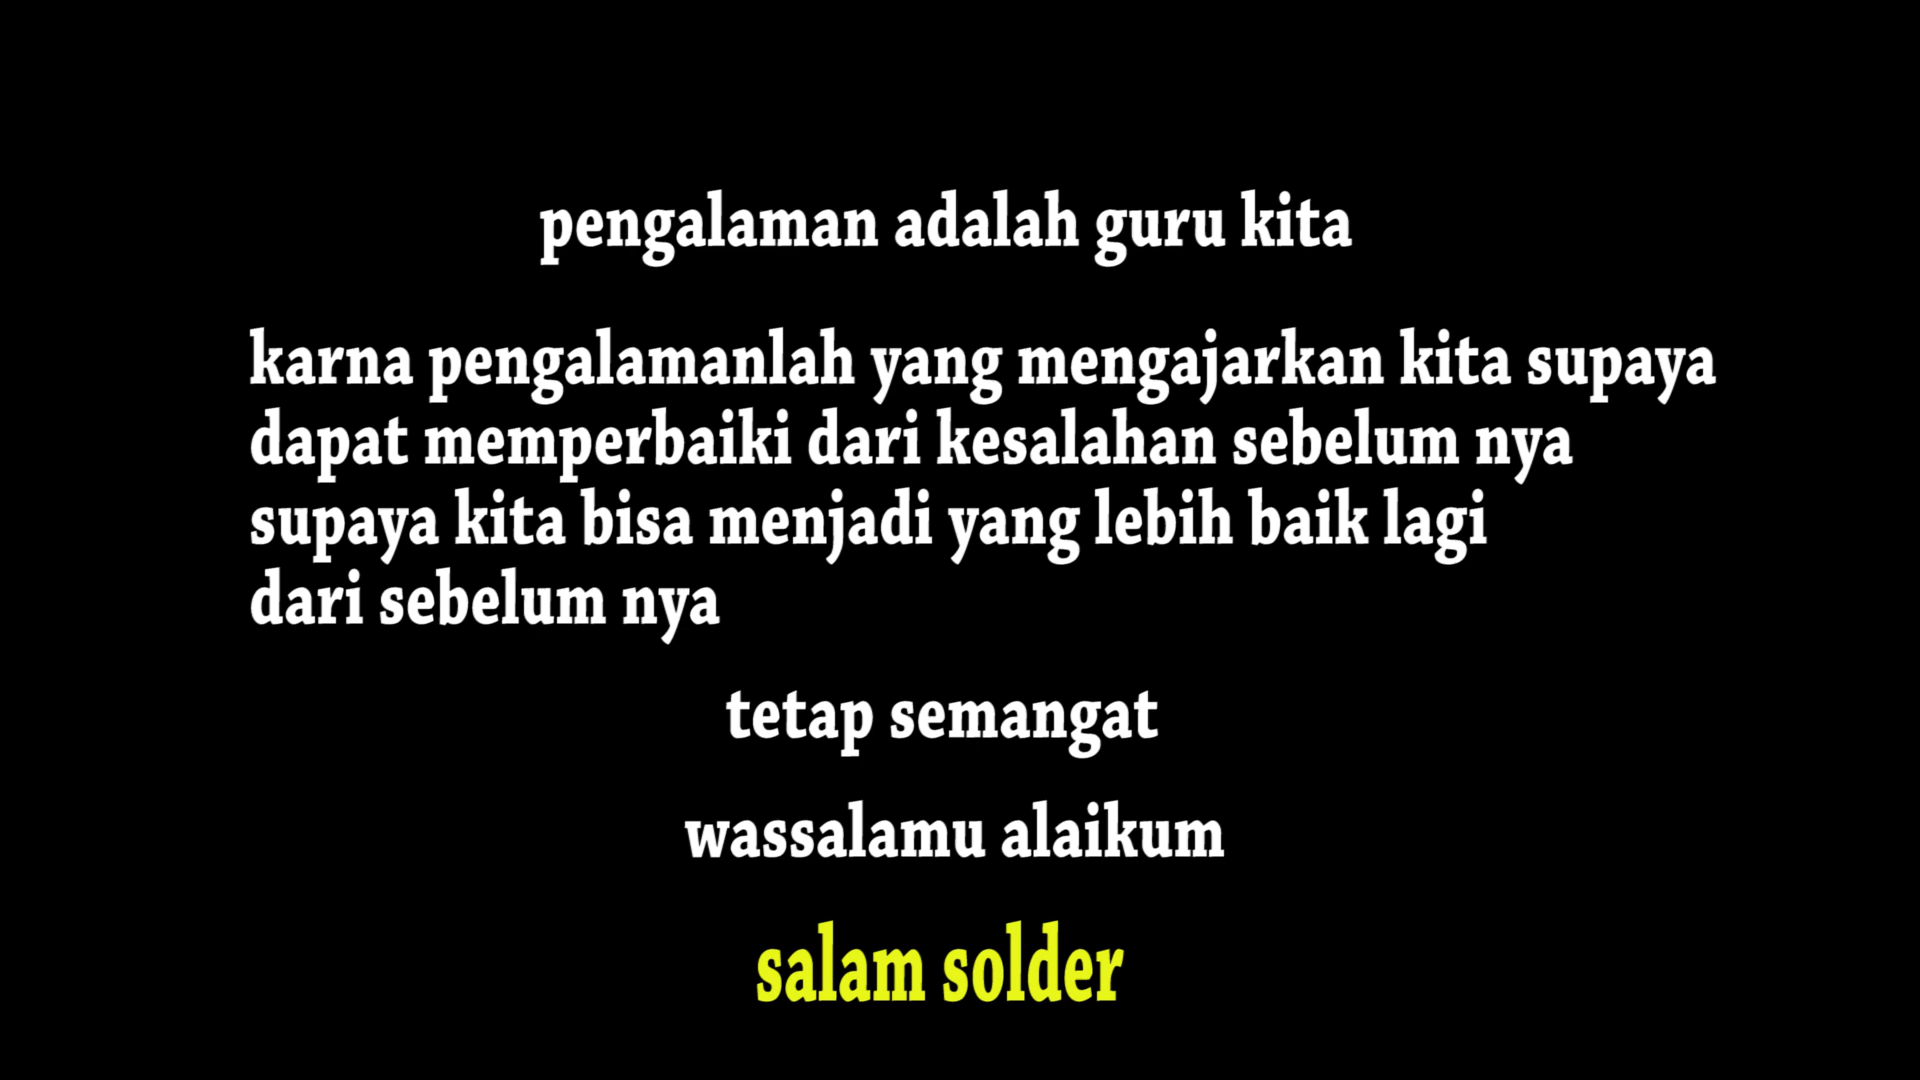 pengalaman adalah guru kita
karna pengalamanlah yang mengajarkan kita supaya
dapat memperbaiki dari kesalahan sebelum nya
supaya kita bisa menjadi yang lebih baik lagi
dari sebelum nya
tetap semangat
wassalamu alaikum
salam solder